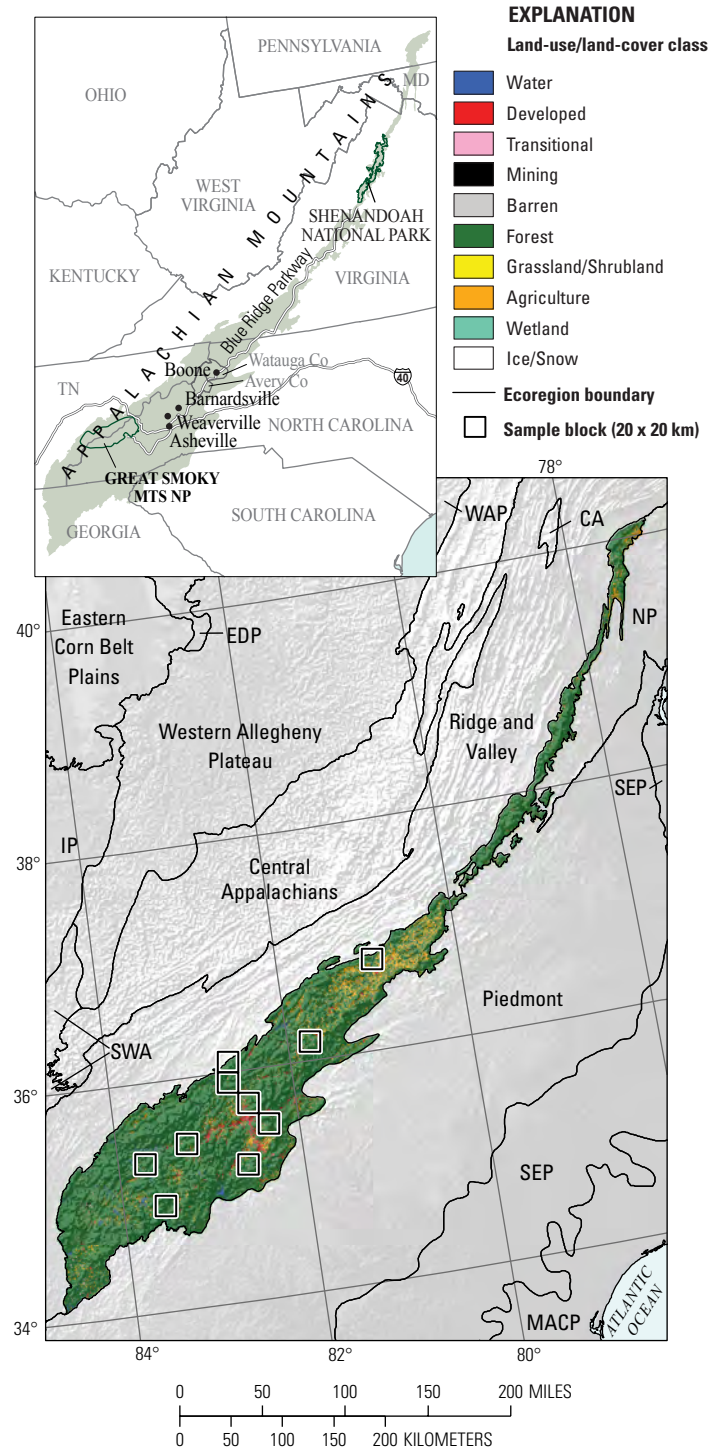 EXPLANATION
Land-use/land-cover class
Water
Developed
Transitional
Mining
Barren
Forest
Grassland/Shrubland
Agriculture
Wetland
Ice/Snow
Ecoregion boundary
Sample block (20 x 20 km)
PENNSYLVANIA
OHIO
MD
WEST
VIRGINIA
APPALACHIAN MOUNTAINS
SHENANDOAH
NATIONAL PARK
KENTUCKY
VIRGINIA
Blue Ridge Parkway
Boone
Watauga Co
Avery Co
TN
40
Barnardsville
Weaverville
Asheville
NORTH CAROLINA
GREAT SMOKY
MTS NP
SOUTH CAROLINA
GEORGIA
78°
WAP
CA
40°
Eastern
Corn Belt
Plains
EDP
NP
Western Allegheny
Plateau
Ridge and
Valley
SEP
IP
38°
Central
Appalachians
Piedmont
SWA
36°
SEP
MACP
ATLANTIC
OCEAN
34°
84°
82°
80°
0 50 100 150 200 MILES
0 50 100 150 200 KILOMETERS